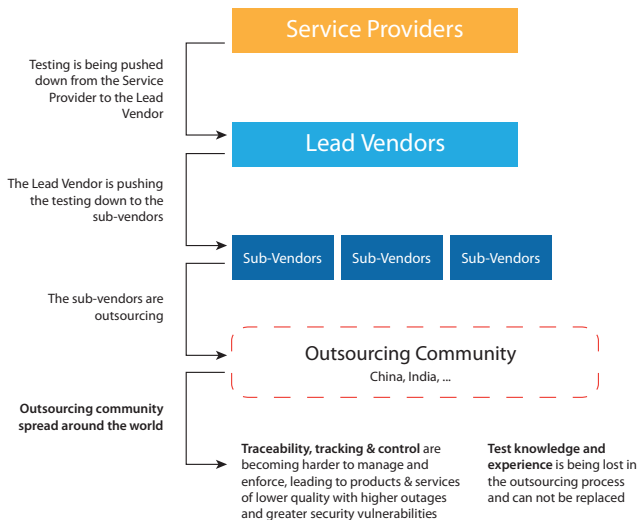 Service Providers
Testing is being pushed
down from the Service
Provider to the Lead
Vendor
Lead Vendors
The Lead Vendor is pushing
the testing down to the
sub-vendors
Sub-Vendors
Sub-Vendors
Sub-Vendors
The sub-vendors are
outsourcing
Outsourcing Community
China, India, ...
Outsourcing community
spread around the world
Traceability, tracking & control are
becoming harder to manage and
enforce, leading to products & services
of lower quality with higher outages
and greater security vulnerabilities
Test knowledge and
experience is being lost in
the outsourcing process
and can not be replaced